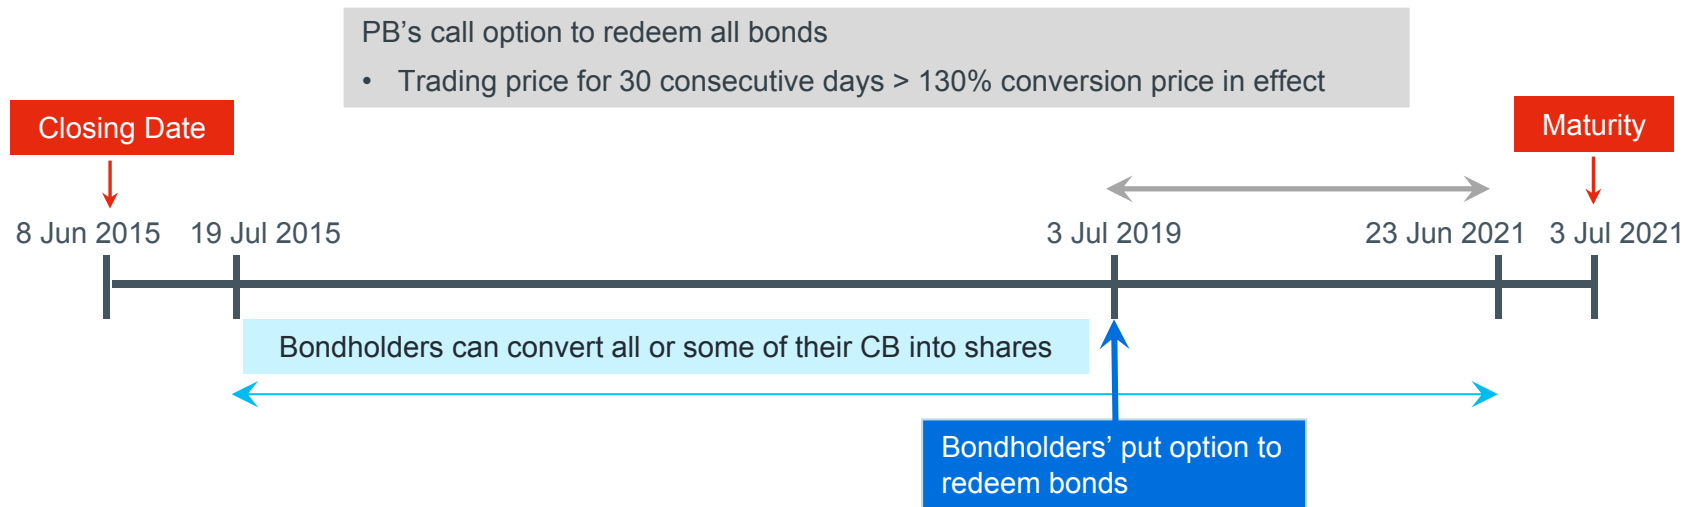 PB’s call option to redeem all bonds
• Trading price for 30 consecutive days > 130% conversion price in effect
Closing Date
Maturity
8 Jun 2015
19 Jul 2015
3 Jul 2019
23 Jun 2021
3 Jul 2021
Bondholders can convert all or some of their CB into shares
Bondholders’ put option to
redeem bonds